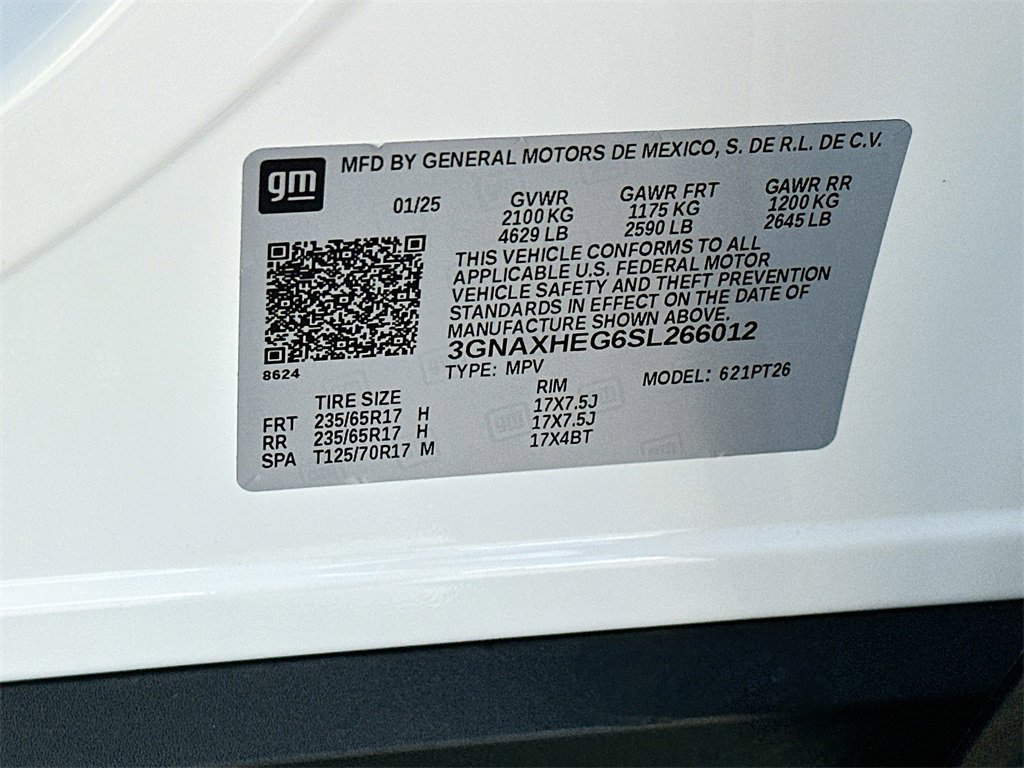 gm MFD BY GENERAL MOTORS DE MEXICO, S. DE R.L. DE C.V.
01/25 GVWR GAWR FRT GAWR RR
2100 KG 1175 KG 1200 KG
4629 LB 2590 LB 2645 LB
THIS VEHICLE CONFORMS TO ALL
APPLICABLE U.S. FEDERAL MOTOR
VEHICLE SAFETY AND THEFT PREVENTION
STANDARDS IN EFFECT ON THE DATE OF
MANUFACTURE SHOWN ABOVE.
3GNAXHEG6SL266012
8624
TYPE: MPV MODEL: 621PT26
TIRE SIZE RIM
FRT 235/65R17 H 17X7.5J
RR 235/65R17 H 17X7.5J
SPA T125/70R17 M 17X4BT